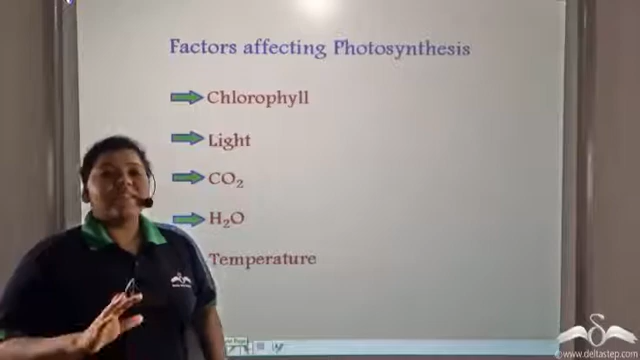 Factors affecting Photosynthesis
Chlorophyll
Light
CO₂
H₂O
Temperature
©www.deltastep.com